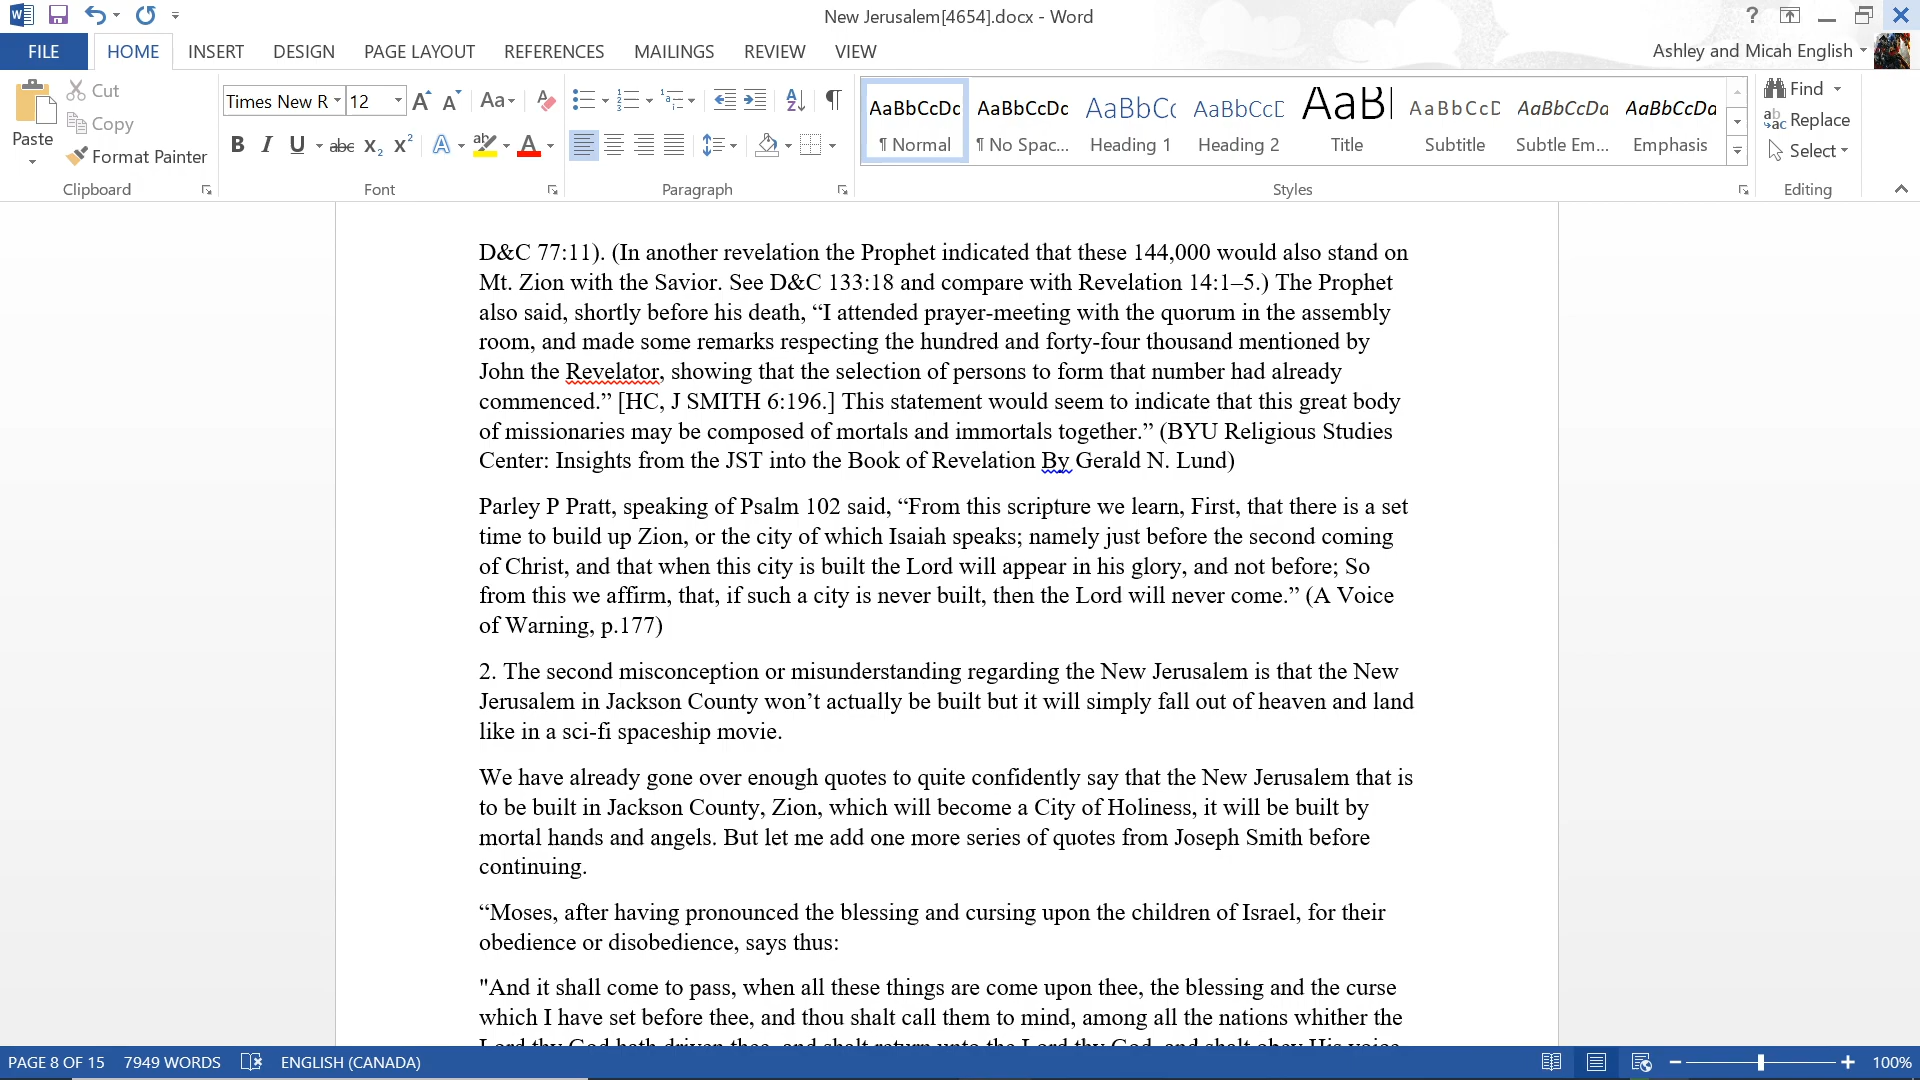 New Jerusalem[4654].docx - Word
FILE HOME INSERT DESIGN PAGE LAYOUT REFERENCES MAILINGS REVIEW VIEW Ashley and Micah English
Paste
Cut
Copy
Format Painter
Clipboard
Times New R 12
Font
Paragraph
AaBbCcDc AaBbCcDc AaBbCc AaBbCcD AaBl AaBbCcD AaBbCcDa AaBbCcDa
¶ Normal ¶ No Spac... Heading 1 Heading 2 Title Subtitle Subtle Em... Emphasis
Styles
Find
Replace
Select
Editing
D&C 77:11). (In another revelation the Prophet indicated that these 144,000 would also stand on
Mt. Zion with the Savior. See D&C 133:18 and compare with Revelation 14:1–5.) The Prophet
also said, shortly before his death, “I attended prayer-meeting with the quorum in the assembly
room, and made some remarks respecting the hundred and forty-four thousand mentioned by
John the Revelator, showing that the selection of persons to form that number had already
commenced.” [HC, J SMITH 6:196.] This statement would seem to indicate that this great body
of missionaries may be composed of mortals and immortals together.” (BYU Religious Studies
Center: Insights from the JST into the Book of Revelation By Gerald N. Lund)
Parley P Pratt, speaking of Psalm 102 said, “From this scripture we learn, First, that there is a set
time to build up Zion, or the city of which Isaiah speaks; namely just before the second coming
of Christ, and that when this city is built the Lord will appear in his glory, and not before; So
from this we affirm, that, if such a city is never built, then the Lord will never come.” (A Voice
of Warning, p.177)
2. The second misconception or misunderstanding regarding the New Jerusalem is that the New
Jerusalem in Jackson County won’t actually be built but it will simply fall out of heaven and land
like in a sci-fi spaceship movie.
We have already gone over enough quotes to quite confidently say that the New Jerusalem that is
to be built in Jackson County, Zion, which will become a City of Holiness, it will be built by
mortal hands and angels. But let me add one more series of quotes from Joseph Smith before
continuing.
“Moses, after having pronounced the blessing and cursing upon the children of Israel, for their
obedience or disobedience, says thus:
"And it shall come to pass, when all these things are come upon thee, the blessing and the curse
which I have set before thee, and thou shalt call them to mind, among all the nations whither the
Lord thy God hath driven thee, and shalt return unto the Lord thy God, and shalt obey His voice
PAGE 8 OF 15 7949 WORDS ENGLISH (CANADA) 100%